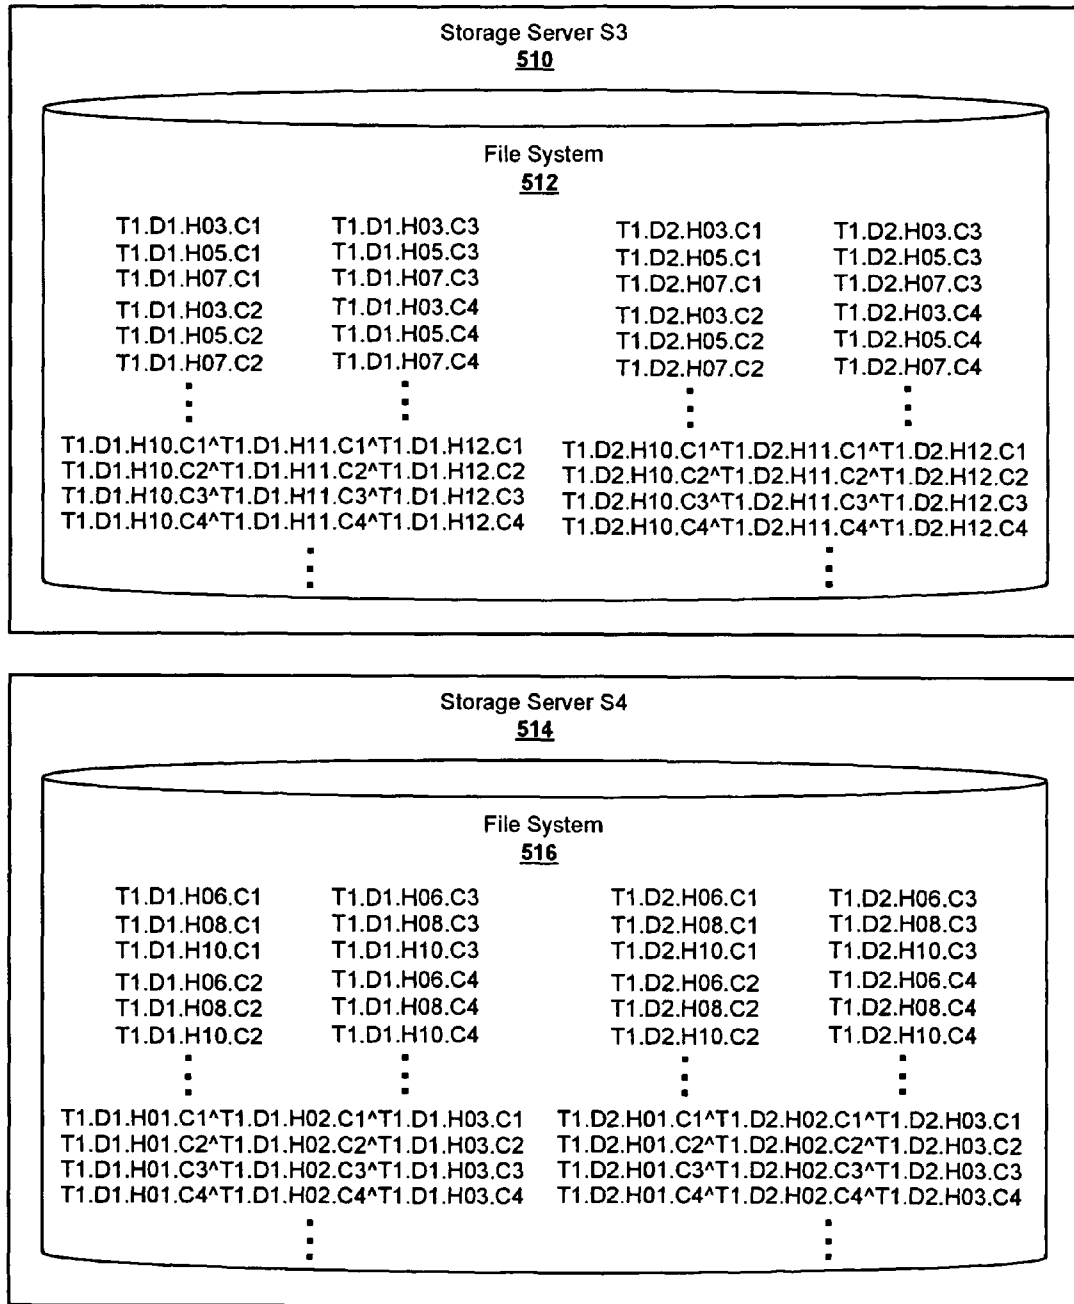 Storage Server S3
510
File System
512
T1.D1.H03.C1 T1.D1.H03.C3 T1.D2.H03.C1 T1.D2.H03.C3
T1.D1.H05.C1 T1.D1.H05.C3 T1.D2.H05.C1 T1.D2.H05.C3
T1.D1.H07.C1 T1.D1.H07.C3 T1.D2.H07.C1 T1.D2.H07.C3
T1.D1.H03.C2 T1.D1.H03.C4 T1.D2.H03.C2 T1.D2.H03.C4
T1.D1.H05.C2 T1.D1.H05.C4 T1.D2.H05.C2 T1.D2.H05.C4
T1.D1.H07.C2 T1.D1.H07.C4 T1.D2.H07.C2 T1.D2.H07.C4
T1.D1.H10.C1^T1.D1.H11.C1^T1.D1.H12.C1 T1.D2.H10.C1^T1.D2.H11.C1^T1.D2.H12.C1
T1.D1.H10.C2^T1.D1.H11.C2^T1.D1.H12.C2 T1.D2.H10.C2^T1.D2.H11.C2^T1.D2.H12.C2
T1.D1.H10.C3^T1.D1.H11.C3^T1.D1.H12.C3 T1.D2.H10.C3^T1.D2.H11.C3^T1.D2.H12.C3
T1.D1.H10.C4^T1.D1.H11.C4^T1.D1.H12.C4 T1.D2.H10.C4^T1.D2.H11.C4^T1.D2.H12.C4
Storage Server S4
514
File System
516
T1.D1.H06.C1 T1.D1.H06.C3 T1.D2.H06.C1 T1.D2.H06.C3
T1.D1.H08.C1 T1.D1.H08.C3 T1.D2.H08.C1 T1.D2.H08.C3
T1.D1.H10.C1 T1.D1.H10.C3 T1.D2.H10.C1 T1.D2.H10.C3
T1.D1.H06.C2 T1.D1.H06.C4 T1.D2.H06.C2 T1.D2.H06.C4
T1.D1.H08.C2 T1.D1.H08.C4 T1.D2.H08.C2 T1.D2.H08.C4
T1.D1.H10.C2 T1.D1.H10.C4 T1.D2.H10.C2 T1.D2.H10.C4
T1.D1.H01.C1^T1.D1.H02.C1^T1.D1.H03.C1 T1.D2.H01.C1^T1.D2.H02.C1^T1.D2.H03.C1
T1.D1.H01.C2^T1.D1.H02.C2^T1.D1.H03.C2 T1.D2.H01.C2^T1.D2.H02.C2^T1.D2.H03.C2
T1.D1.H01.C3^T1.D1.H02.C3^T1.D1.H03.C3 T1.D2.H01.C3^T1.D2.H02.C3^T1.D2.H03.C3
T1.D1.H01.C4^T1.D1.H02.C4^T1.D1.H03.C4 T1.D2.H01.C4^T1.D2.H02.C4^T1.D2.H03.C4